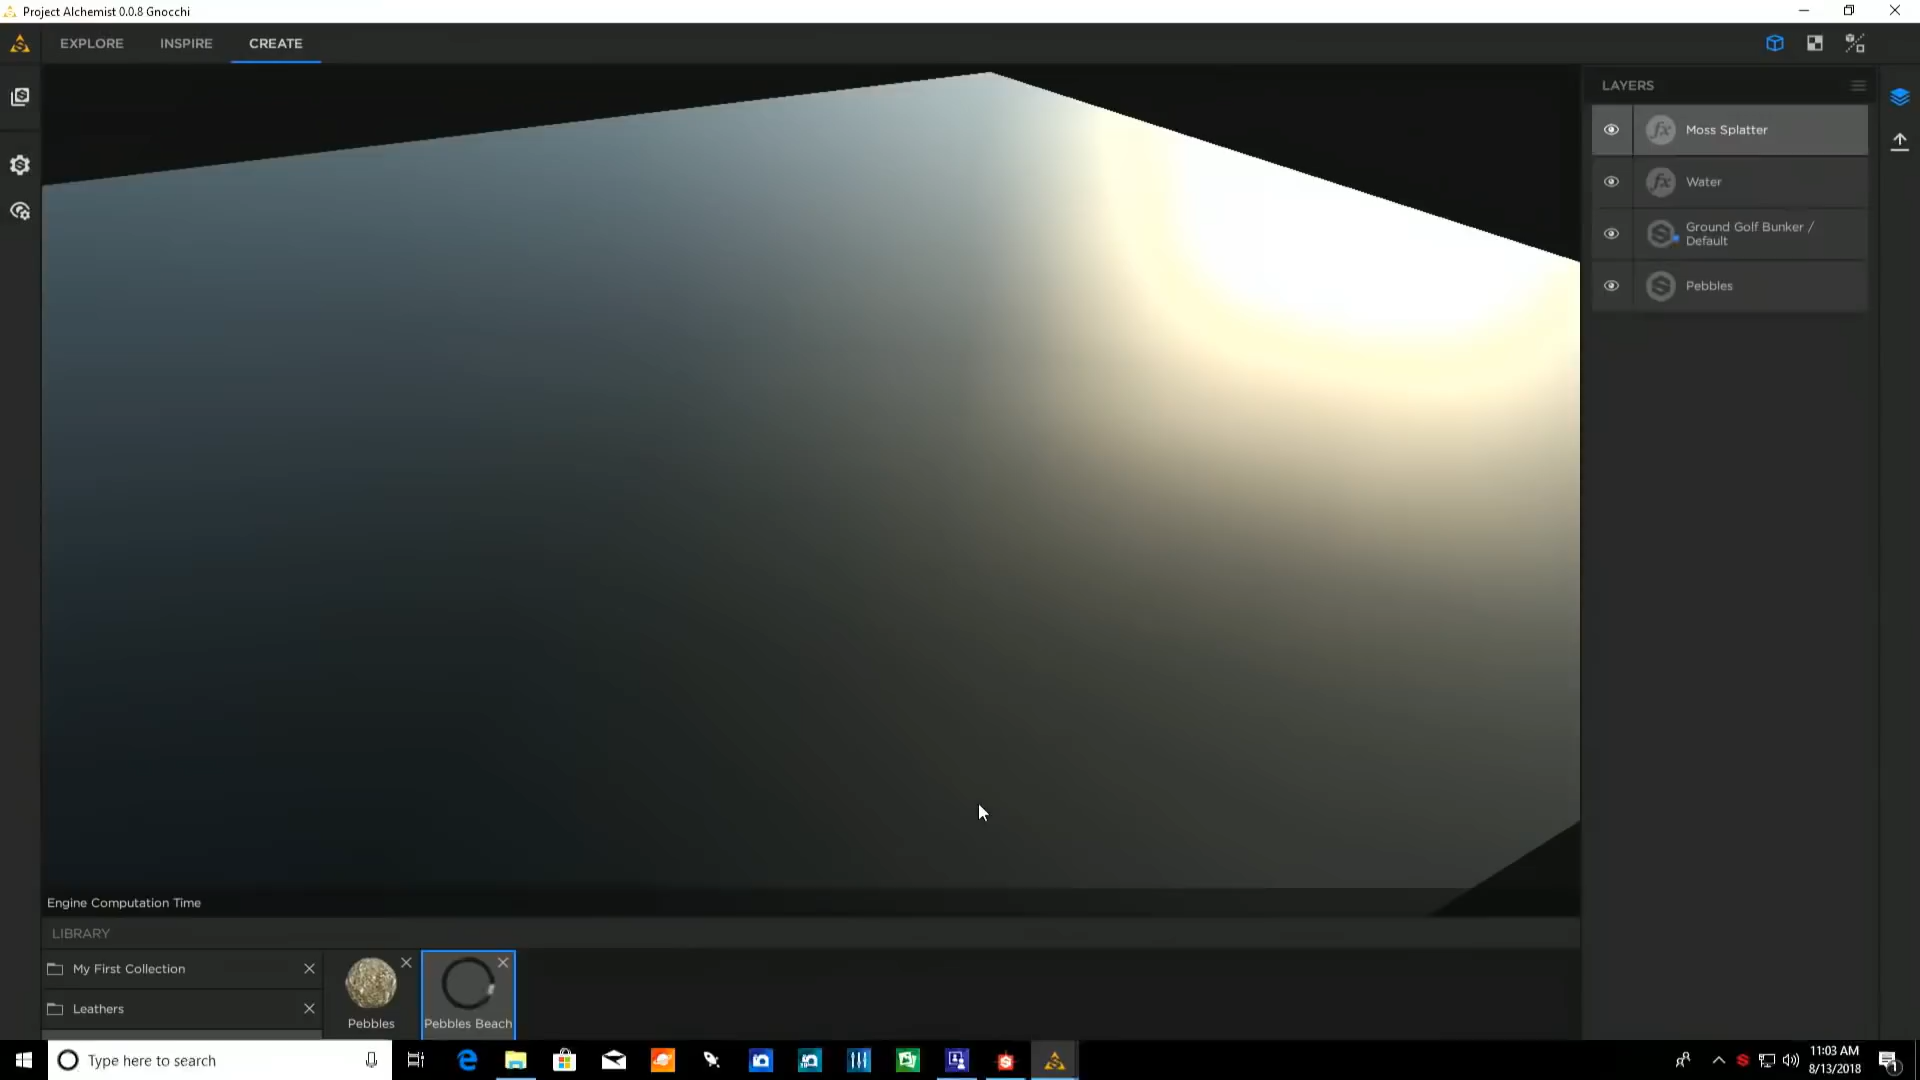 Project Alchemist 0.0.8 Gnocchi
EXPLORE
INSPIRE
CREATE
LAYERS
Moss Splatter
Water
Ground Golf Bunker /
Default
Pebbles
Engine Computation Time
LIBRARY
My First Collection
Leathers
Pebbles
Pebbles Beach
Type here to search
11:03 AM
8/13/2018